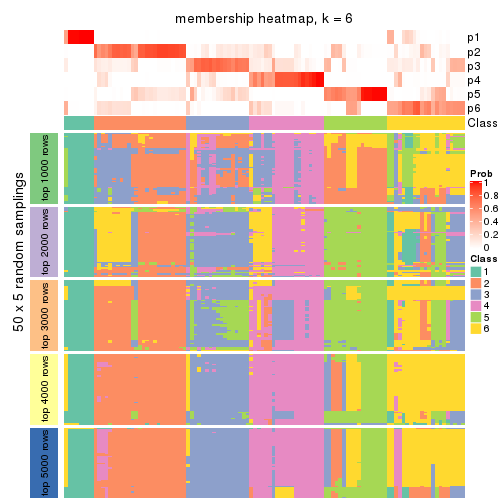 membership heatmap, k = 6
p1
p2
p3
p4
p5
p6
Class
50 x 5 random samplings
top 1000 rows
top 2000 rows
top 3000 rows
top 4000 rows
top 5000 rows
Prob
1
0.8
0.6
0.4
0.2
0
Class
1
2
3
4
5
6